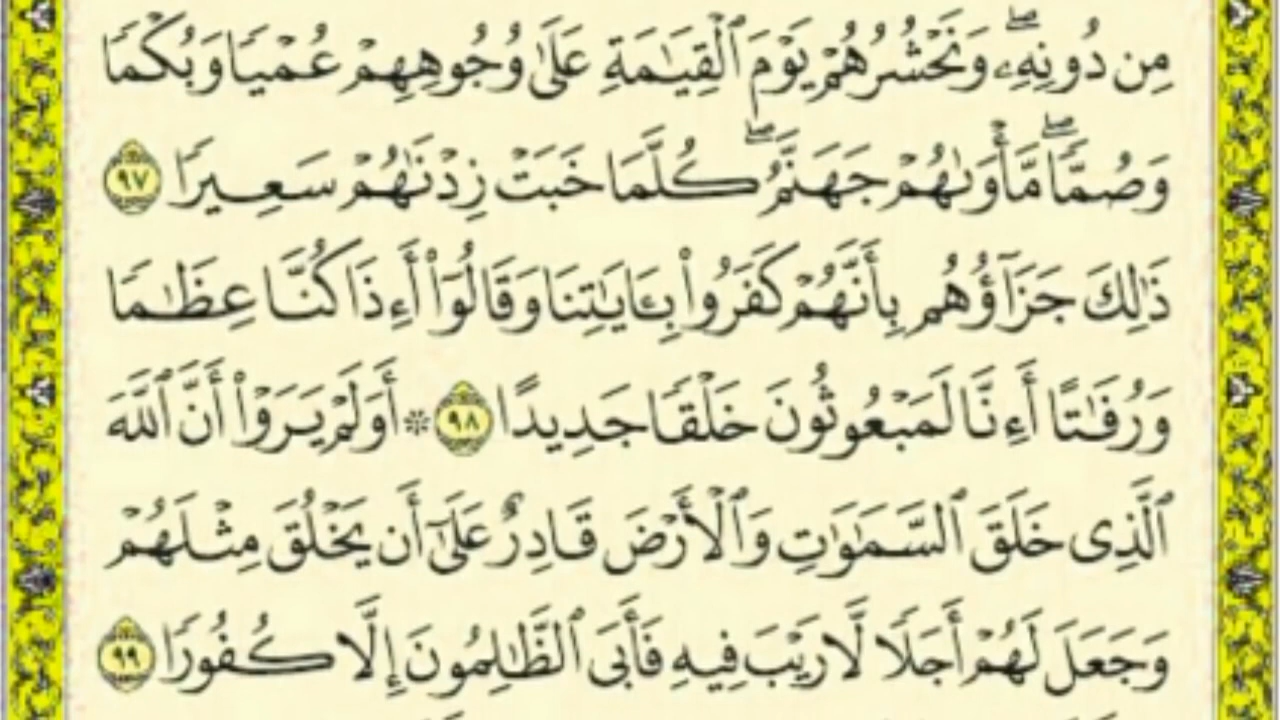 مِن دُونِهِۦۖ وَنَحۡشُرُهُمۡ يَوۡمَ ٱلۡقِيَٰمَةِ عَلَىٰ وُجُوهِهِمۡ عُمۡيٗا وَبُكۡمٗا
وَصُمّٗاۖ مَّأۡوَىٰهُمۡ جَهَنَّمُۖ كُلَّمَا خَبَتۡ زِدۡنَٰهُمۡ سَعِيرٗا ٩٧
ذَٰلِكَ جَزَآؤُهُم بِأَنَّهُمۡ كَفَرُواْ بِـَٔايَٰتِنَا وَقَالُوٓاْ أَءِذَا كُنَّا عِظَٰمٗا
وَرُفَٰتًا أَءِنَّا لَمَبۡعُوثُونَ خَلۡقٗا جَدِيدًا ٩٨ ۞ أَوَلَمۡ يَرَوۡاْ أَنَّ ٱللَّهَ
ٱلَّذِي خَلَقَ ٱلسَّمَٰوَٰتِ وَٱلۡأَرۡضَ قَادِرٌ عَلَىٰٓ أَن يَخۡلُقَ مِثۡلَهُمۡ
وَجَعَلَ لَهُمۡ أَجَلٗا لَّا رَيۡبَ فِيهِ فَأَبَى ٱلظَّٰلِمُونَ إِلَّا كُفُورٗا ٩٩